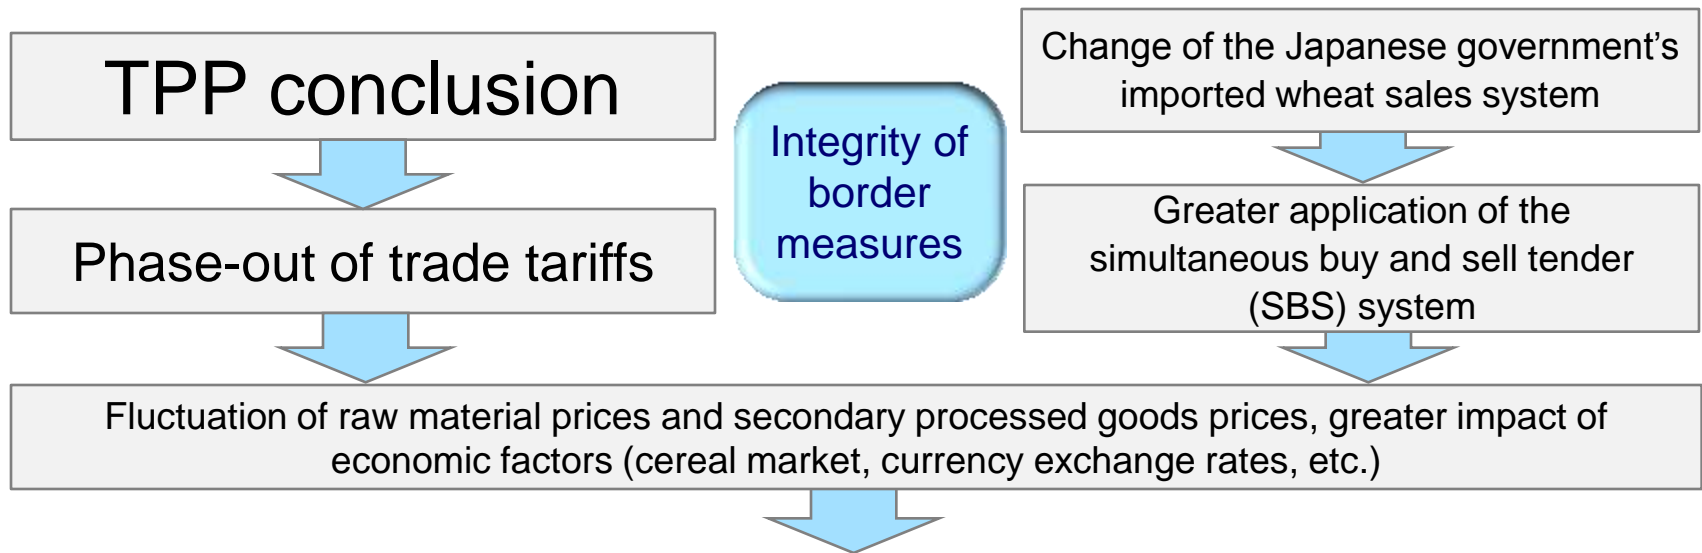 TPP conclusion
Phase-out of trade tariffs
Integrity of
border
measures
Change of the Japanese government’s
imported wheat sales system
Greater application of the
simultaneous buy and sell tender
(SBS) system
Fluctuation of raw material prices and secondary processed goods prices, greater impact of
economic factors (cereal market, currency exchange rates, etc.)